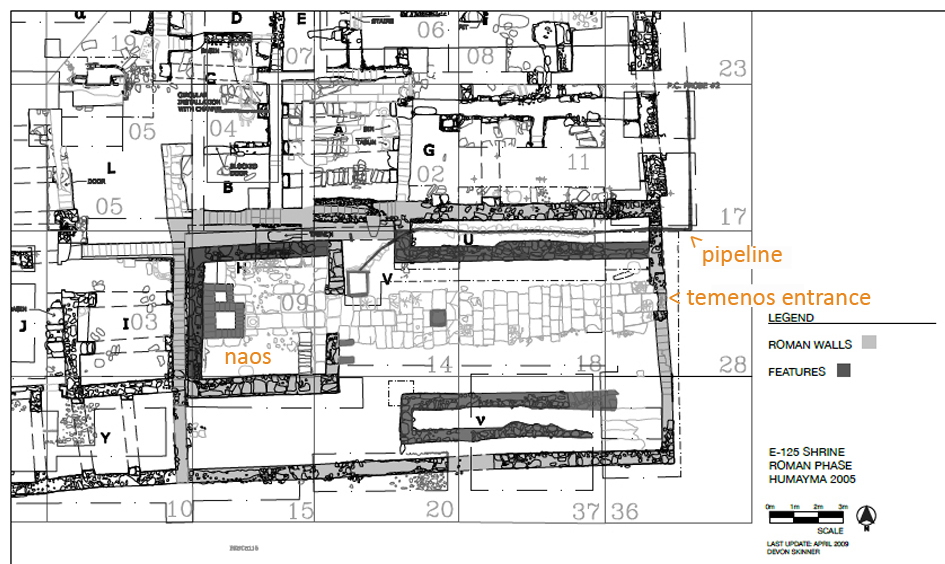 α
D
E
STAIRS
06
PIT
19
07
08
23
BASIN
K
C
P.C. PROBE #2
CIRCULAR
INSTALLATION
WITH CHANNEL
05
04
A
BIN
TABUN
G
11
L
BLOCKED
DOOR
DOOR
B
02
05
17
U
pipeline
H
V
temenos entrance
09
LEGEND
J
I
03
ROMAN WALLS
naos
14
18
28
FEATURES
v
Y
E-125 SHRINE
ROMAN PHASE
HUMAYMA 2005
10
15
20
37
36
0m 1m 2m 3m
SCALE
LAST UPDATE: APRIL 2009
DEVON SKINNER